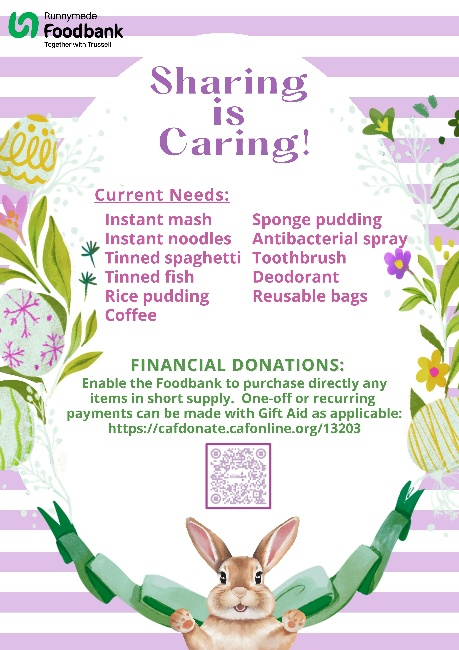 Runnymede
Foodbank
Together with Trussell
Sharing
is
Caring!
Current Needs:
Instant mash
Instant noodles
Tinned spaghetti
Tinned fish
Rice pudding
Coffee
Sponge pudding
Antibacterial spray
Toothbrush
Deodorant
Reusable bags
FINANCIAL DONATIONS:
Enable the Foodbank to purchase directly any
items in short supply.  One-off or recurring
payments can be made with Gift Aid as applicable:
https://cafdonate.cafonline.org/13203